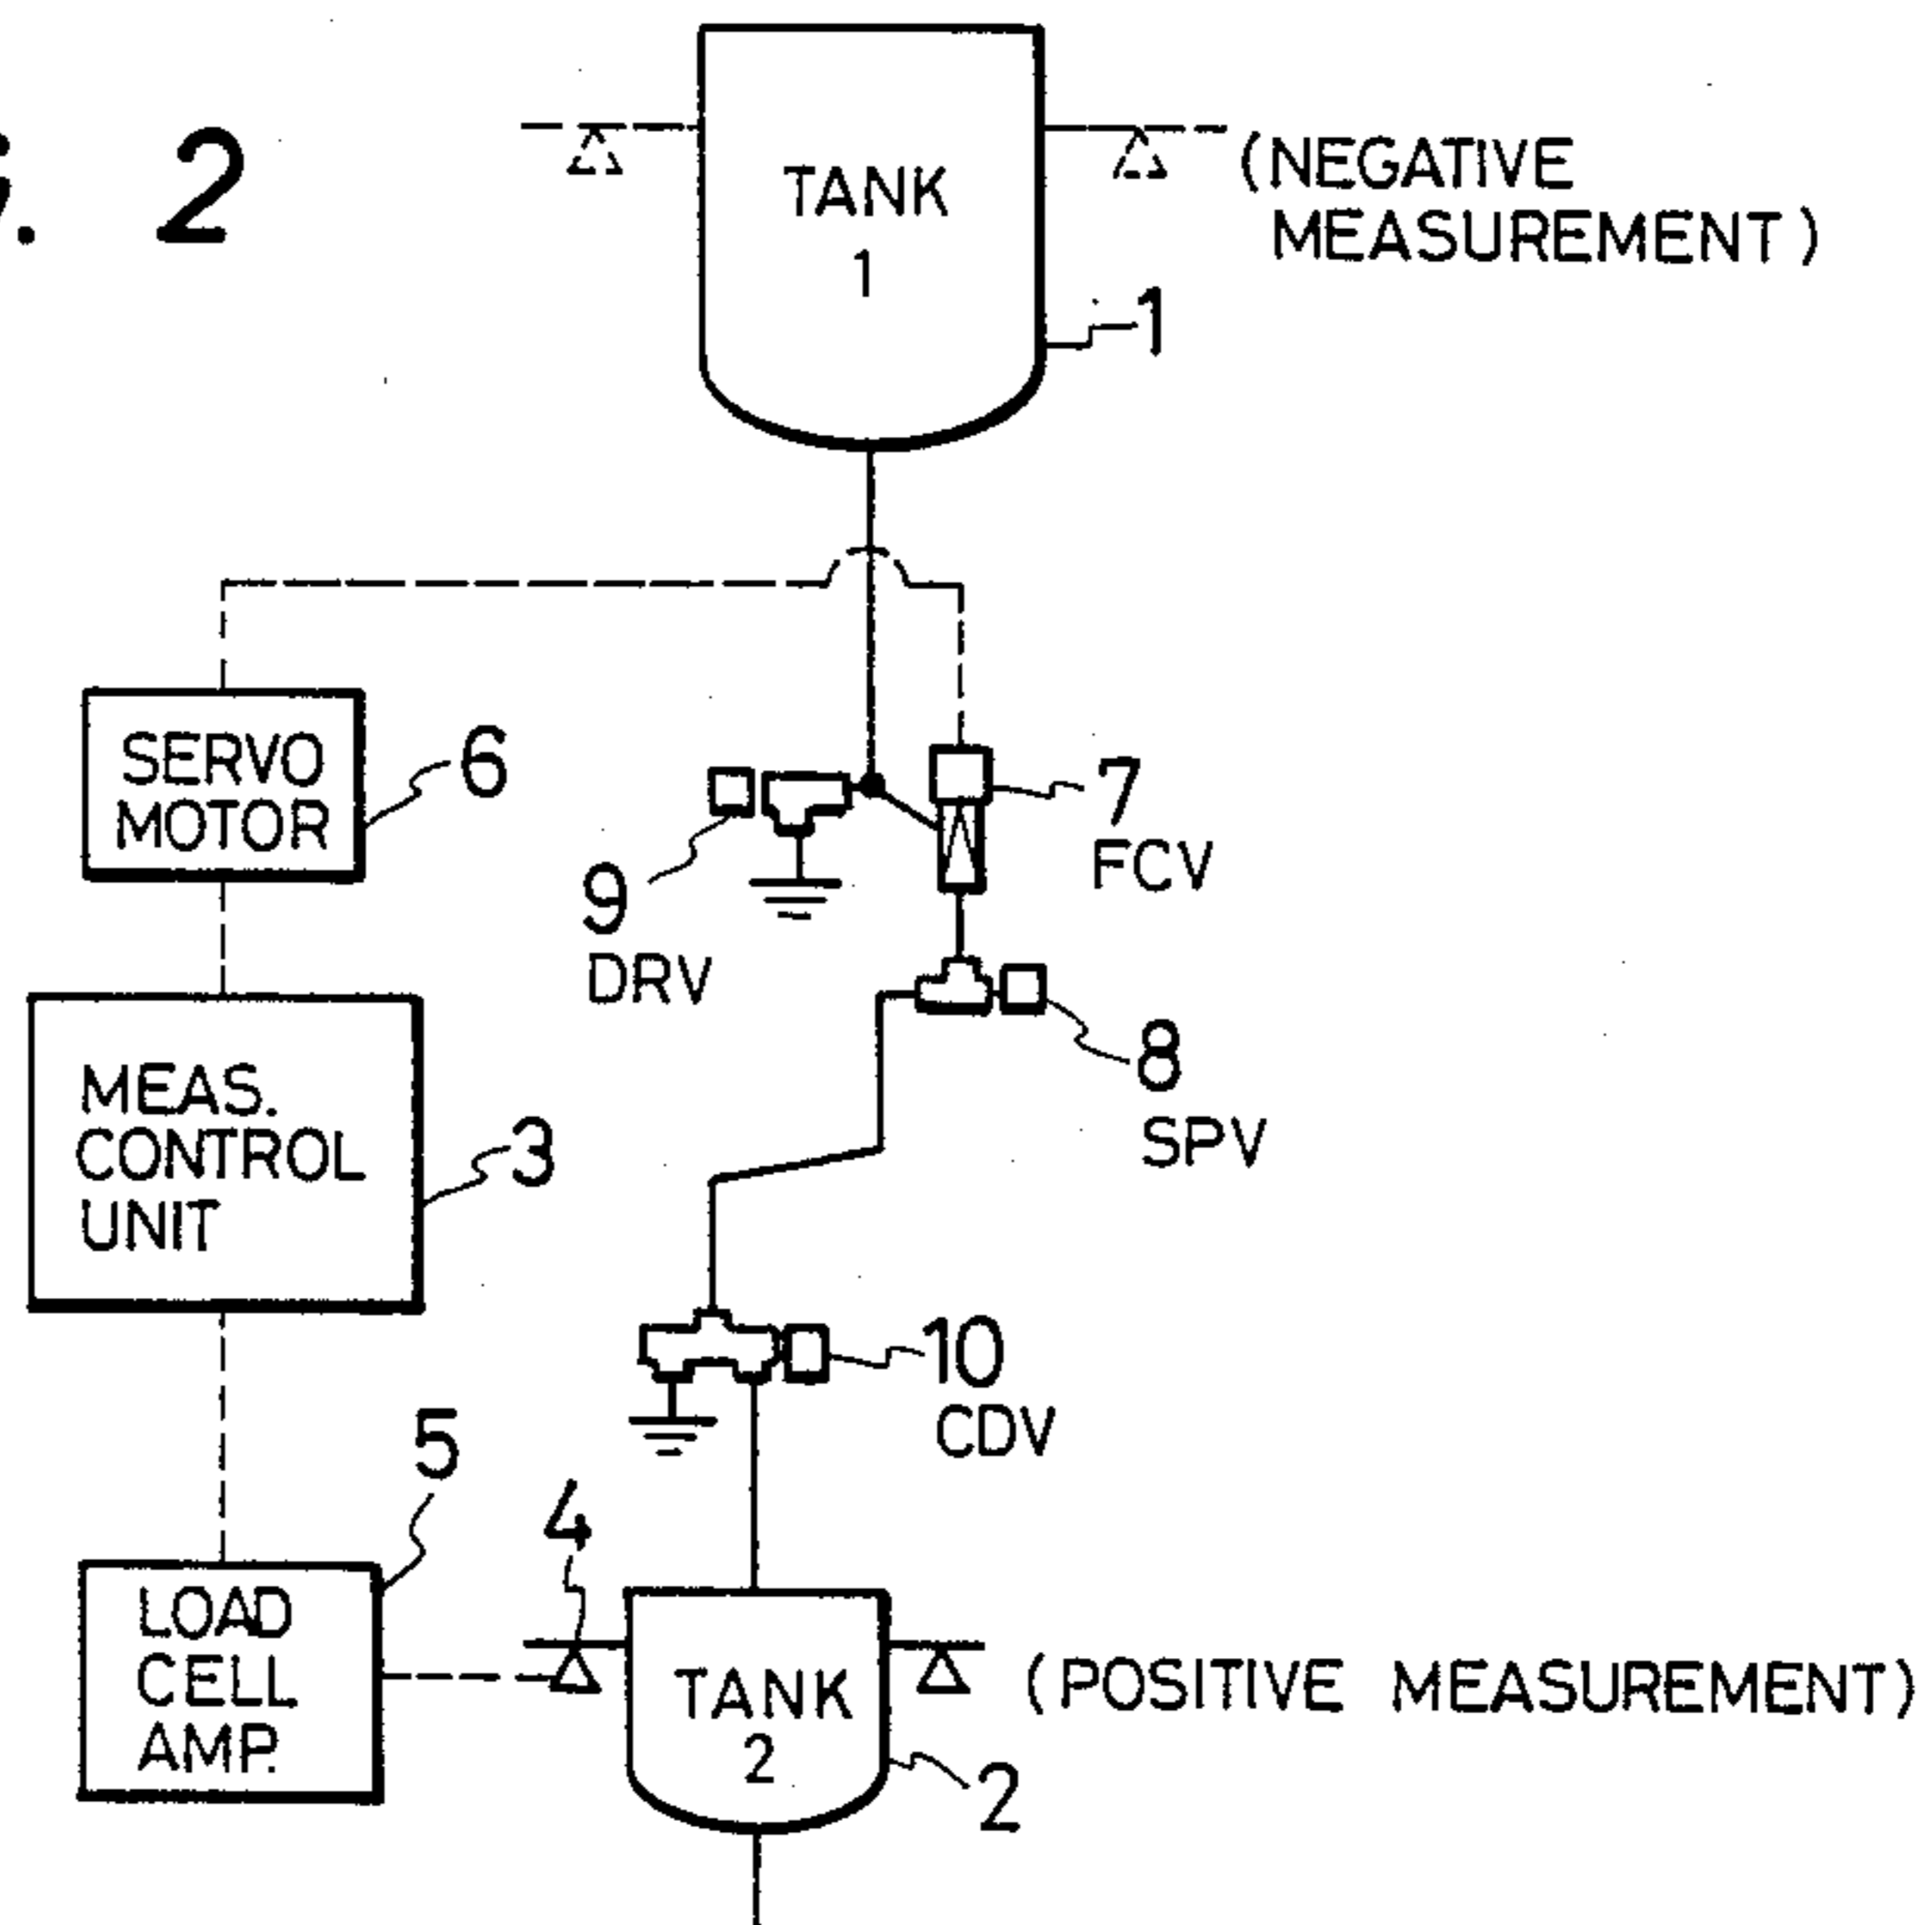 . 2
TANK
1
(NEGATIVE
MEASUREMENT)
1
SERVO
MOTOR
6
7
FCV
9
DRV
8
SPV
MEAS.
CONTROL
UNIT
3
10
CDV
5
4
LOAD
CELL
AMP.
TANK
2
(POSITIVE MEASUREMENT)
2